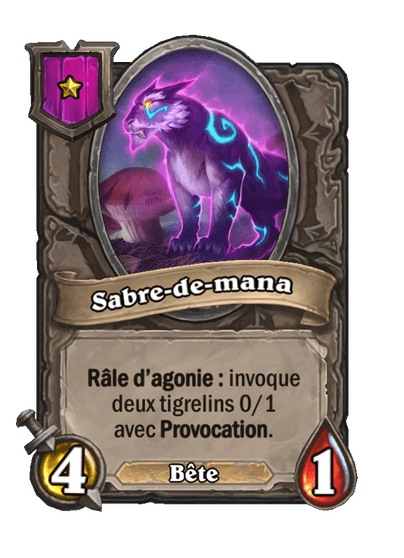 Sabre-de-mana
Râle d'agonie : invoque
deux tigrelins 0/1
avec Provocation.
4
Bête
1